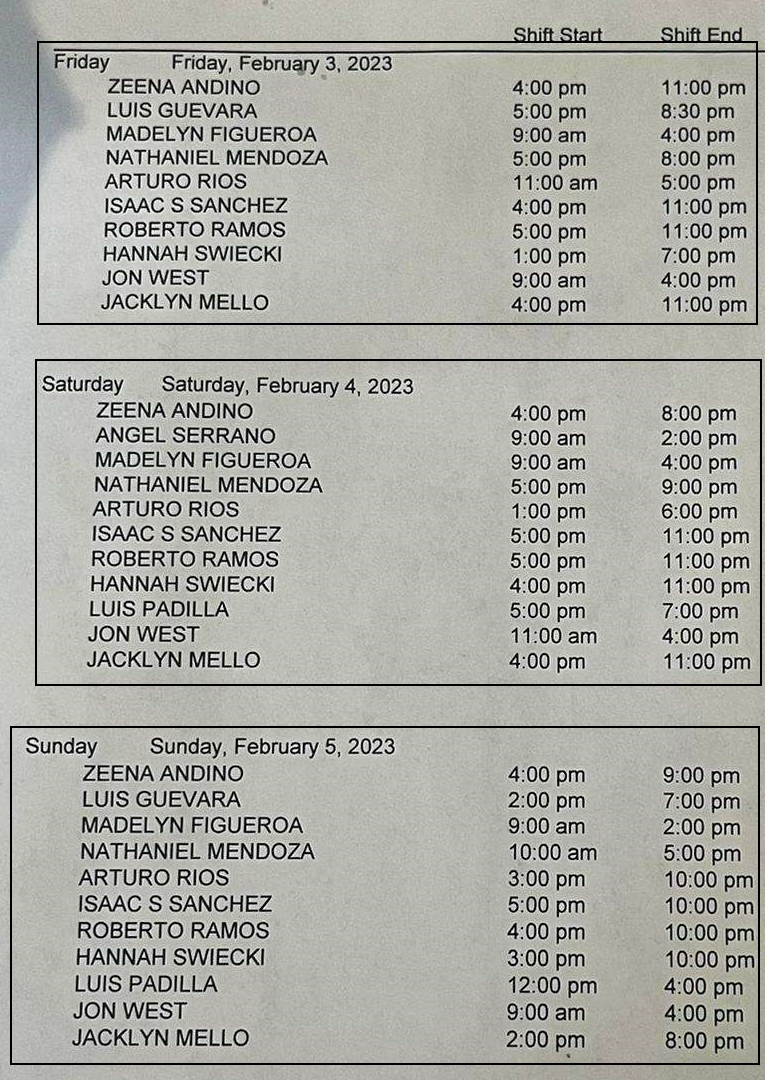 Shift Start Shift End
Friday Friday, February 3, 2023
ZEENA ANDINO 4:00 pm 11:00 pm
LUIS GUEVARA 5:00 pm 8:30 pm
MADELYN FIGUEROA 9:00 am 4:00 pm
NATHANIEL MENDOZA 5:00 pm 8:00 pm
ARTURO RIOS 11:00 am 5:00 pm
ISAAC S SANCHEZ 4:00 pm 11:00 pm
ROBERTO RAMOS 5:00 pm 11:00 pm
HANNAH SWIECKI 1:00 pm 7:00 pm
JON WEST 9:00 am 4:00 pm
JACKLYN MELLO 4:00 pm 11:00 pm
Saturday Saturday, February 4, 2023
ZEENA ANDINO 4:00 pm 8:00 pm
ANGEL SERRANO 9:00 am 2:00 pm
MADELYN FIGUEROA 9:00 am 4:00 pm
NATHANIEL MENDOZA 5:00 pm 9:00 pm
ARTURO RIOS 1:00 pm 6:00 pm
ISAAC S SANCHEZ 5:00 pm 11:00 pm
ROBERTO RAMOS 5:00 pm 11:00 pm
HANNAH SWIECKI 4:00 pm 11:00 pm
LUIS PADILLA 5:00 pm 7:00 pm
JON WEST 11:00 am 4:00 pm
JACKLYN MELLO 4:00 pm 11:00 pm
Sunday Sunday, February 5, 2023
ZEENA ANDINO 4:00 pm 9:00 pm
LUIS GUEVARA 2:00 pm 7:00 pm
MADELYN FIGUEROA 9:00 am 2:00 pm
NATHANIEL MENDOZA 10:00 am 5:00 pm
ARTURO RIOS 3:00 pm 10:00 pm
ISAAC S SANCHEZ 5:00 pm 10:00 pm
ROBERTO RAMOS 4:00 pm 10:00 pm
HANNAH SWIECKI 3:00 pm 10:00 pm
LUIS PADILLA 12:00 pm 4:00 pm
JON WEST 9:00 am 4:00 pm
JACKLYN MELLO 2:00 pm 8:00 pm